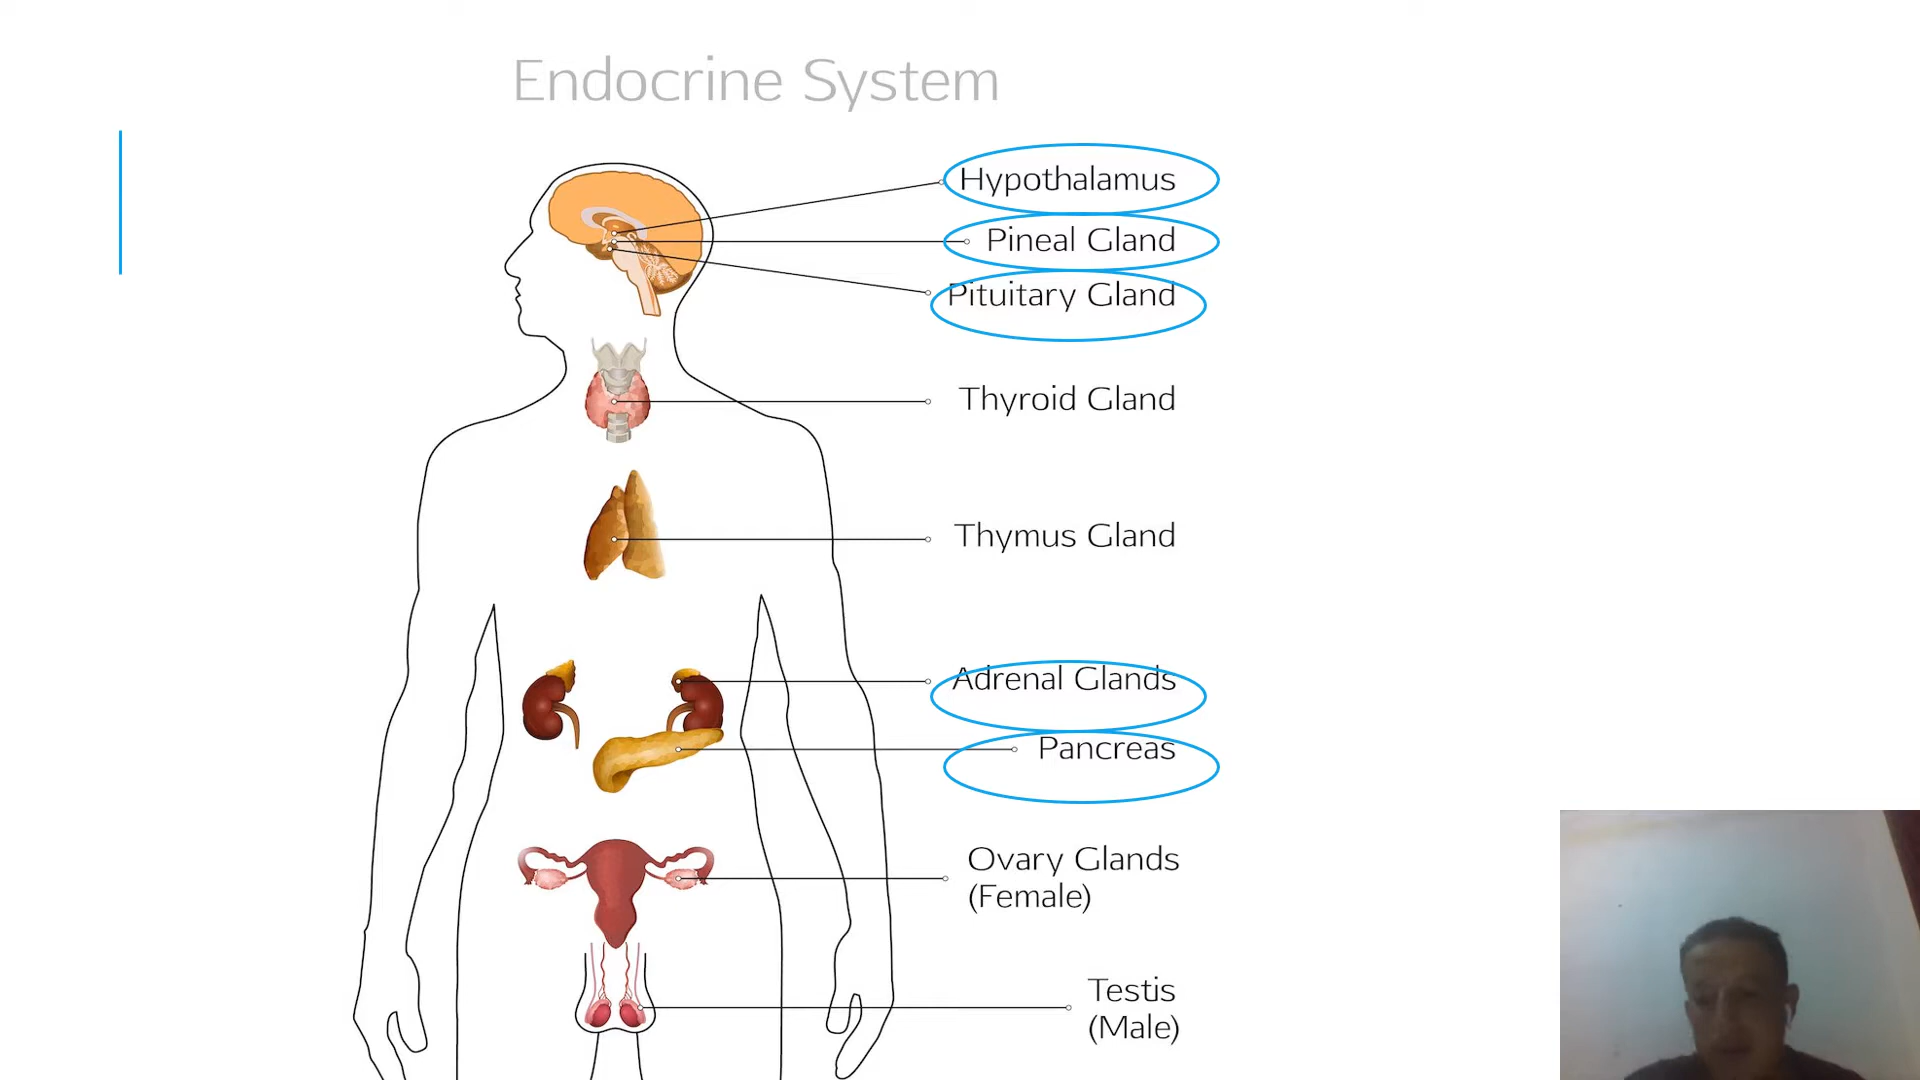 Endocrine System
Hypothalamus
Pineal Gland
Pituitary Gland
Thyroid Gland
Thymus Gland
Adrenal Glands
Pancreas
Ovary Glands
(Female)
Testis
(Male)